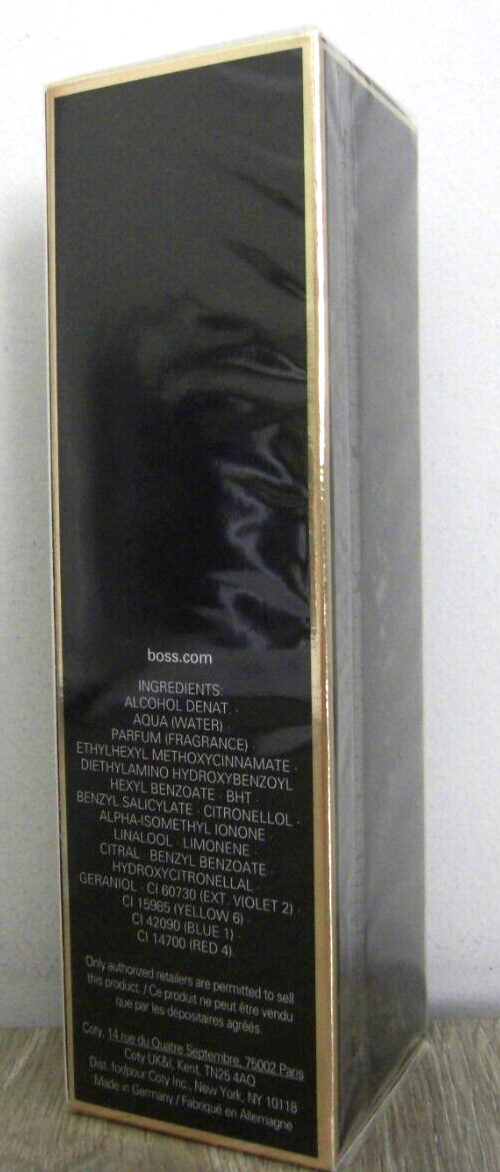 boss.com
INGREDIENTS:
ALCOHOL DENAT. ·
AQUA (WATER) ·
PARFUM (FRAGRANCE) ·
ETHYLHEXYL METHOXYCINNAMATE ·
DIETHYLAMINO HYDROXYBENZOYL
HEXYL BENZOATE · BHT ·
BENZYL SALICYLATE · CITRONELLOL ·
ALPHA-ISOMETHYL IONONE ·
LINALOOL · LIMONENE ·
CITRAL · BENZYL BENZOATE ·
HYDROXYCITRONELLAL ·
GERANIOL · CI 60730 (EXT. VIOLET 2) ·
CI 15985 (YELLOW 6) ·
CI 42090 (BLUE 1) ·
CI 14700 (RED 4).
Only authorized retailers are permitted to sell
this product. / Ce produit ne peut être vendu
que par les dépositaires agréés.
Coty, 14 rue du Quatre Septembre, 75002 Paris
Coty UK&I, Kent, TN25 4AQ
Dist. for/pour Coty Inc., New York, NY 10118
Made in Germany / Fabriqué en Allemagne